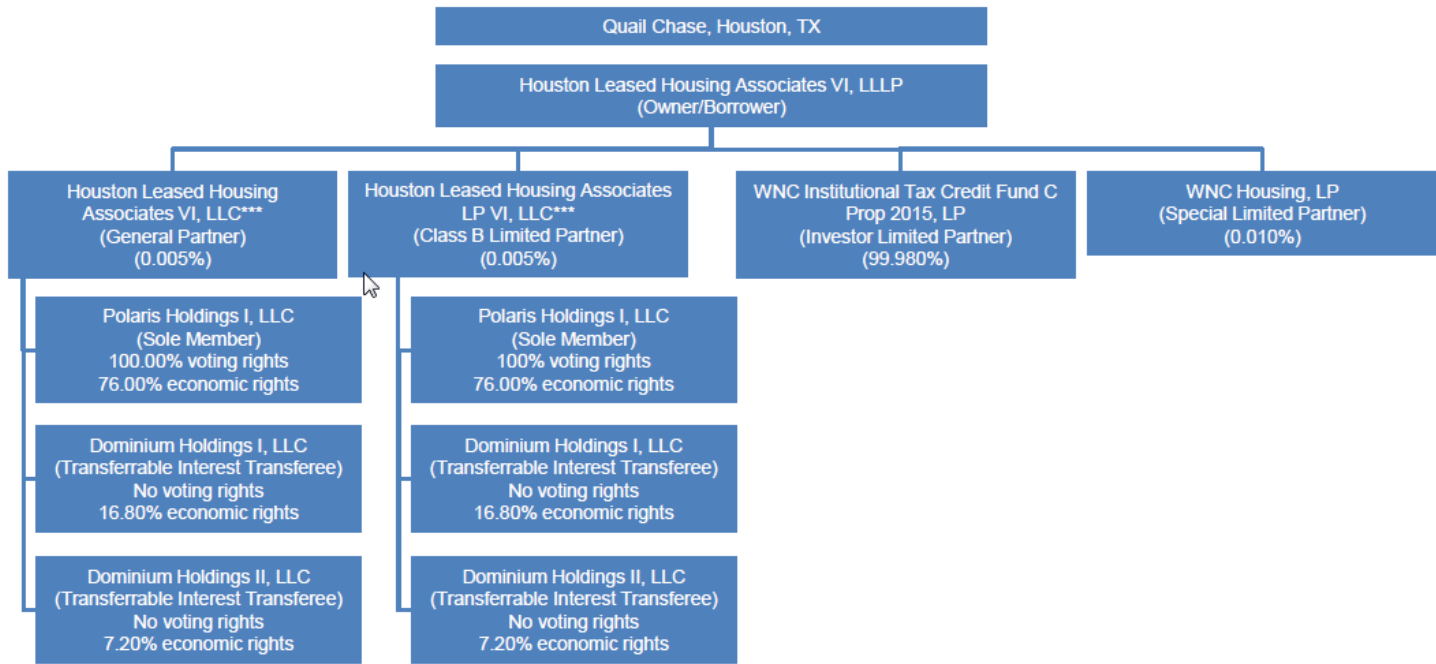 Quail Chase, Houston, TX
Houston Leased Housing Associates VI, LLLP
(Owner/Borrower)
Houston Leased Housing
Associates VI, LLC***
(General Partner)
(0.005%)
Houston Leased Housing Associates
LP VI, LLC***
(Class B Limited Partner)
(0.005%)
WNC Institutional Tax Credit Fund C
Prop 2015, LP
(Investor Limited Partner)
(99.980%)
WNC Housing, LP
(Special Limited Partner)
(0.010%)
Polaris Holdings I, LLC
(Sole Member)
100.00% voting rights
76.00% economic rights
Dominium Holdings I, LLC
(Transferrable Interest Transferee)
No voting rights
16.80% economic rights
Dominium Holdings II, LLC
(Transferrable Interest Transferee)
No voting rights
7.20% economic rights
Polaris Holdings I, LLC
(Sole Member)
100% voting rights
76.00% economic rights
Dominium Holdings I, LLC
(Transferrable Interest Transferee)
No voting rights
16.80% economic rights
Dominium Holdings II, LLC
(Transferrable Interest Transferee)
No voting rights
7.20% economic rights